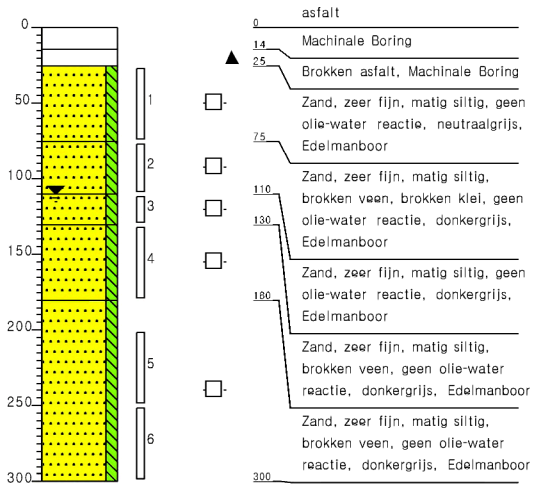 0
50
100
150
200
250
300
1
2
3
4
5
6
0
asfalt
14
Machinale Boring
25
Brokken asfalt, Machinale Boring
Zand, zeer fijn, matig siltig, geen
olie-water reactie, neutraalgrijs,
Edelmanboor
75
Zand, zeer fijn, matig siltig,
brokken veen, brokken klei, geen
olie-water reactie, donkergrijs,
Edelmanboor
110
Zand, zeer fijn, matig siltig, geen
olie-water reactie, donkergrijs,
Edelmanboor
130
Zand, zeer fijn, matig siltig,
brokken veen, geen olie-water
reactie, donkergrijs, Edelmanboor
180
Zand, zeer fijn, matig siltig,
brokken veen, geen olie-water
reactie, donkergrijs, Edelmanboor
300